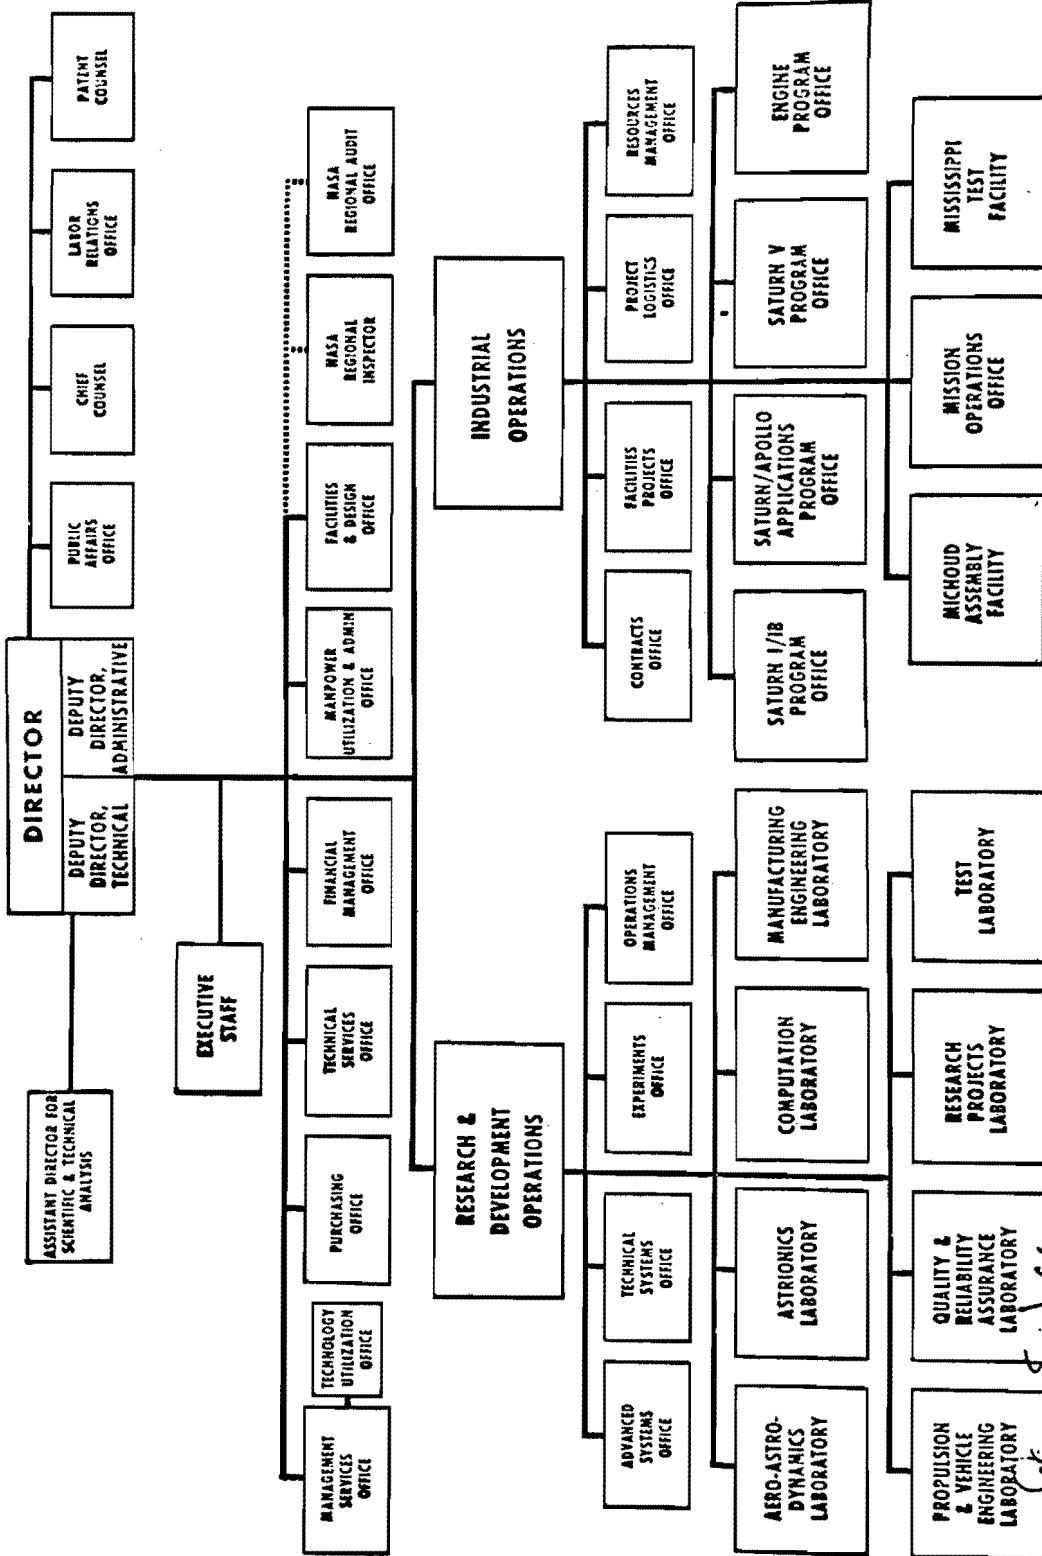 DIRECTOR
DEPUTY
DIRECTOR,
TECHNICAL
DEPUTY
DIRECTOR,
ADMINISTRATIVE
PUBLIC
AFFAIRS
OFFICE
CHIEF
COUNSEL
LABOR
RELATIONS
OFFICE
PATENT
COUNSEL
ASSISTANT DIRECTOR FOR
SCIENTIFIC & TECHNICAL
ANALYSIS
EXECUTIVE
STAFF
MANAGEMENT
SERVICES
OFFICE
TECHNOLOGY
UTILIZATION
OFFICE
PURCHASING
OFFICE
TECHNICAL
SERVICES
OFFICE
FINANCIAL
MANAGEMENT
OFFICE
MANPOWER
UTILIZATION & ADMIN
OFFICE
FACILITIES
& DESIGN
OFFICE
NASA
REGIONAL
INSPECTOR
NASA
REGIONAL AUDIT
OFFICE
RESEARCH &
DEVELOPMENT
OPERATIONS
INDUSTRIAL
OPERATIONS
ADVANCED
SYSTEMS
OFFICE
TECHNICAL
SYSTEMS
OFFICE
EXPERIMENTS
OFFICE
OPERATIONS
MANAGEMENT
OFFICE
CONTRACTS
OFFICE
FACILITIES
PROJECTS
OFFICE
PROJECT
LOGISTICS
OFFICE
RESOURCES
MANAGEMENT
OFFICE
AERO-ASTRO-
DYNAMICS
LABORATORY
ASTRIONICS
LABORATORY
COMPUTATION
LABORATORY
MANUFACTURING
ENGINEERING
LABORATORY
SATURN I/IB
PROGRAM
OFFICE
SATURN/APOLLO
APPLICATIONS
PROGRAM
OFFICE
SATURN V
PROGRAM
OFFICE
ENGINE
PROGRAM
OFFICE
PROPULSION
& VEHICLE
ENGINEERING
LABORATORY
QUALITY &
RELIABILITY
ASSURANCE
LABORATORY
RESEARCH
PROJECTS
LABORATORY
TEST
LABORATORY
MICHOUD
ASSEMBLY
FACILITY
MISSION
OPERATIONS
OFFICE
MISSISSIPPI
TEST
FACILITY